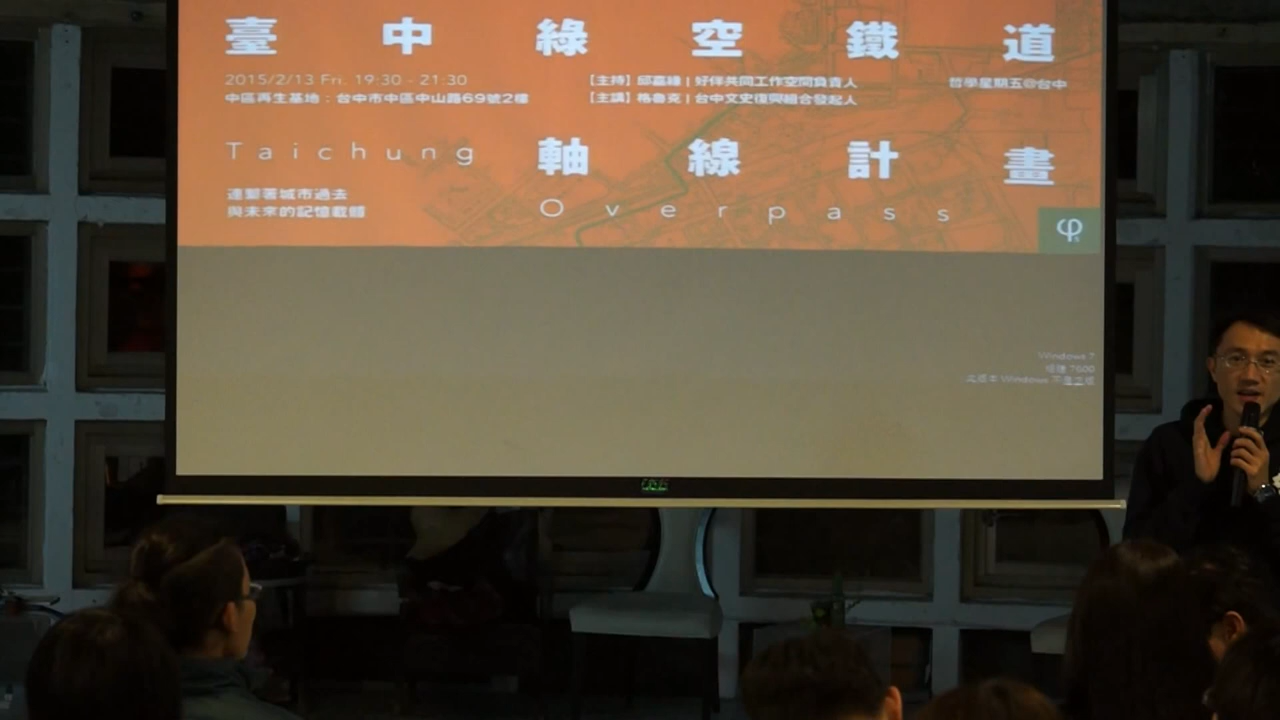 臺中綠空鐵道
2015/2/13 Fri. 19:30 - 21:30
中區再生基地：台中市中區中山路69號2樓
【主持】邱嘉緣 | 好伴共同工作空間負責人
【主講】格魯克 | 台中文史復興組合發起人
哲學星期五@台中
Taichung
軸線計畫
連繫著城市過去
與未來的記憶載體
Overpass
φs
Windows 7
組建 7600
此版本 Windows 不是正版